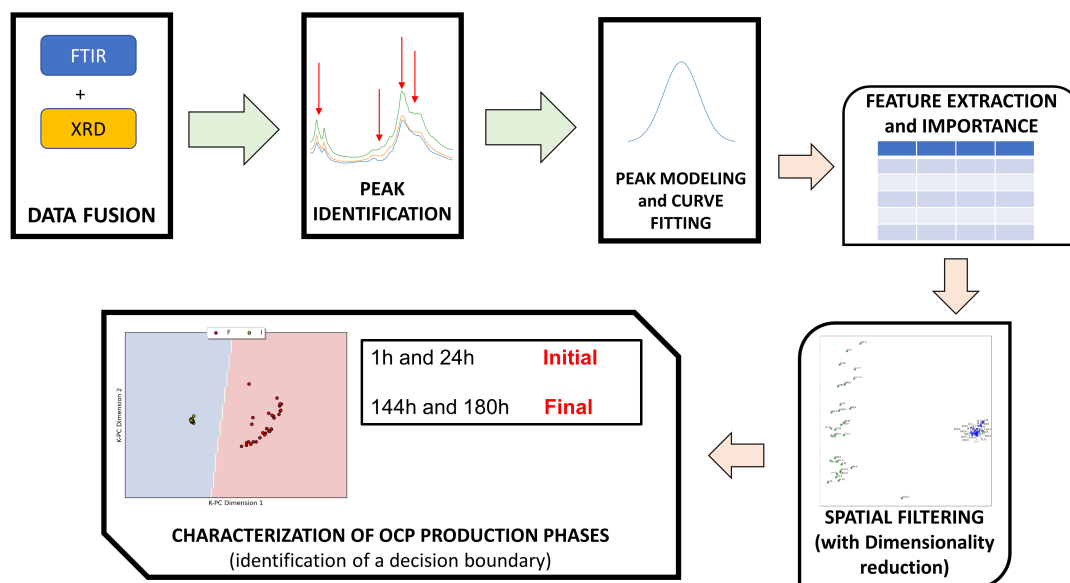 FTIR
+
XRD
DATA FUSION
PEAK
IDENTIFICATION
PEAK MODELING
and CURVE
FITTING
FEATURE EXTRACTION
and IMPORTANCE
F I
K-PC Dimension 2
K-PC Dimension 1
1h and 24h Initial
144h and 180h Final
CHARACTERIZATION OF OCP PRODUCTION PHASES
(identification of a decision boundary)
SPATIAL FILTERING
(with Dimensionality
reduction)